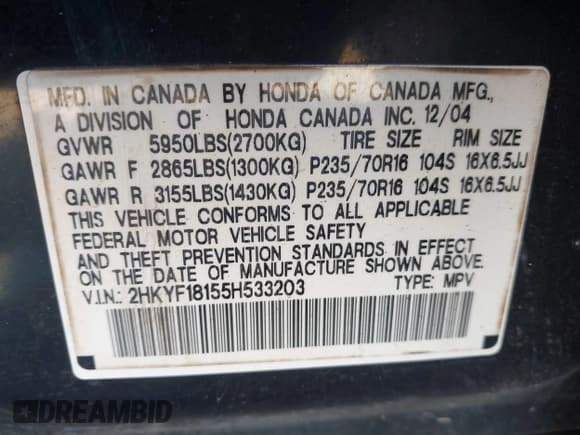 MFD. IN CANADA BY HONDA OF CANADA MFG.,
A DIVISION OF HONDA CANADA INC. 12/04
GVWR 5950LBS(2700KG) TIRE SIZE RIM SIZE
GAWR F 2865LBS(1300KG) P235/70R16 104S 16X6.5JJ
GAWR R 3155LBS(1430KG) P235/70R16 104S 16X6.5JJ
THIS VEHICLE CONFORMS TO ALL APPLICABLE
FEDERAL MOTOR VEHICLE SAFETY
AND THEFT PREVENTION STANDARDS IN EFFECT
ON THE DATE OF MANUFACTURE SHOWN ABOVE.
V.I.N.: 2HKYF18155H533203 TYPE: MPV
DREAMBID